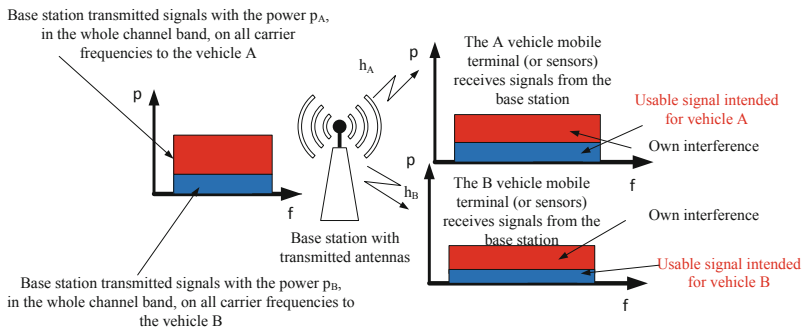 Base station transmitted signals with the power pA,
in the whole channel band, on all carrier
frequencies to the vehicle A
p
f
Base station transmitted signals with the power pB,
in the whole channel band, on all carrier frequencies to
the vehicle B
hA
hB
Base station with
transmitted antennas
p
The A vehicle mobile
terminal (or sensors)
receives signals from the
base station
Usable signal intended
for vehicle A
Own interference
f
p
The B vehicle mobile
terminal (or sensors)
receives signals from the
base station
Own interference
Usable signal intended
for vehicle B
f